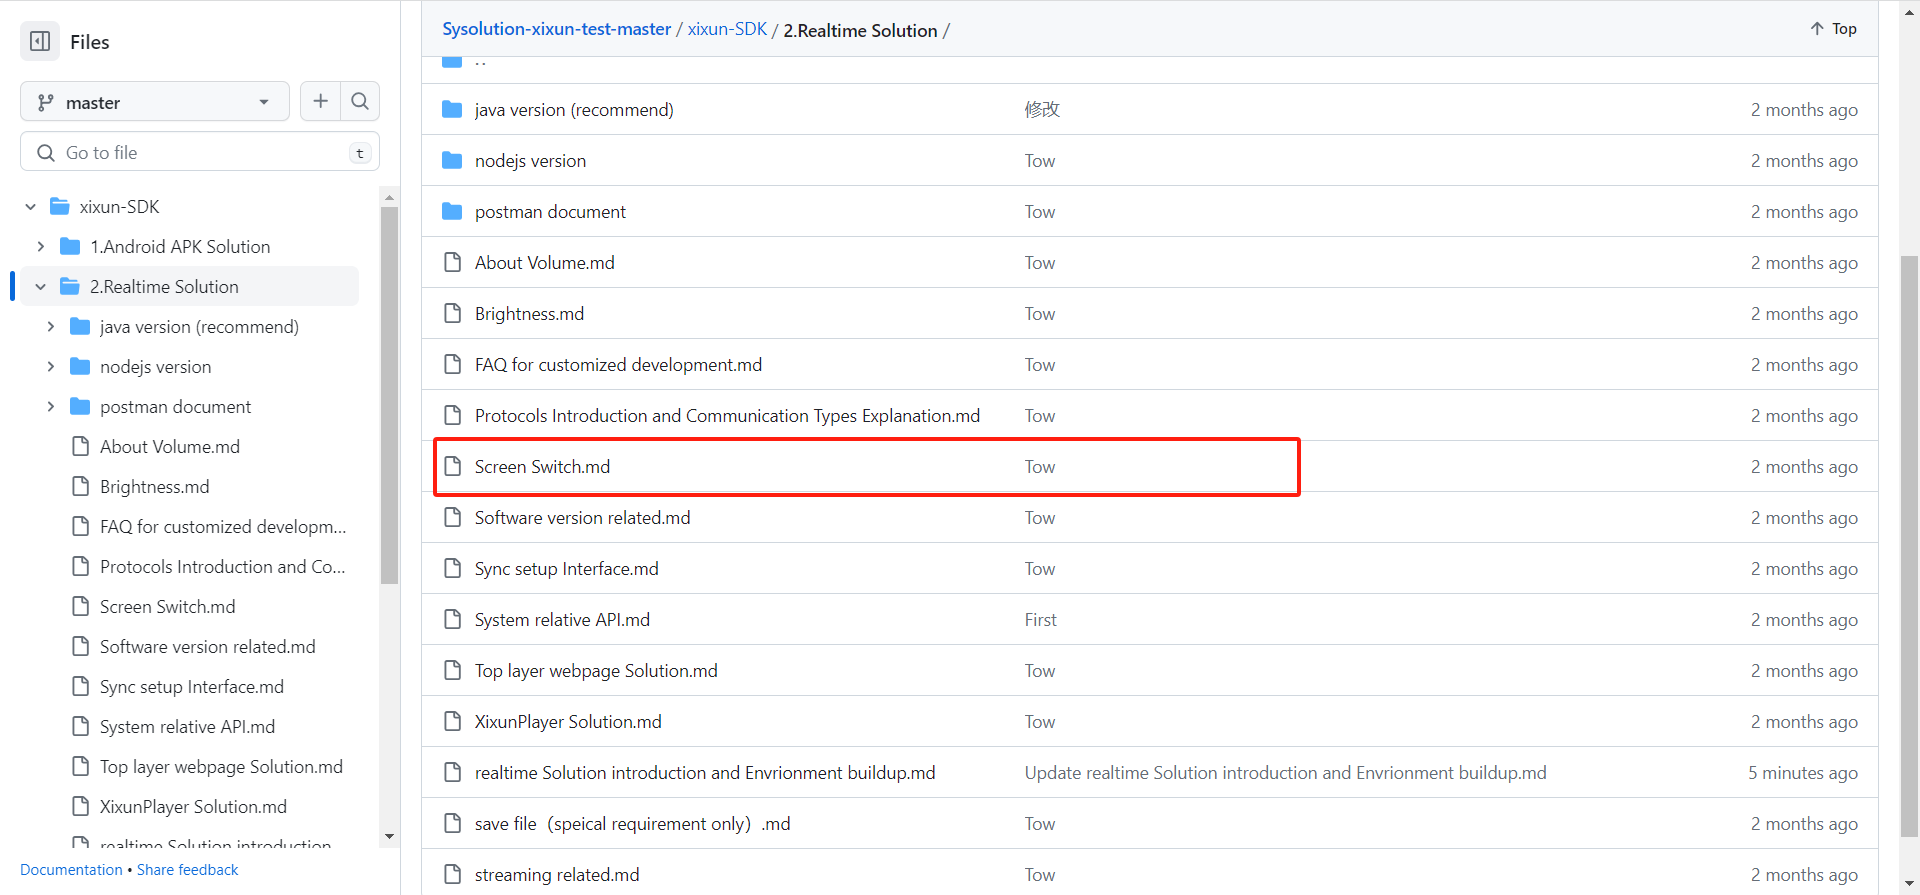 Files
master
Go to file
t
xixun-SDK
1.Android APK Solution
2.Realtime Solution
java version (recommend)
nodejs version
postman document
About Volume.md
Brightness.md
FAQ for customized developm...
Protocols Introduction and Co...
Screen Switch.md
Software version related.md
Sync setup Interface.md
System relative API.md
Top layer webpage Solution.md
XixunPlayer Solution.md
realtime Solution introduction
Documentation • Share feedback
Sysolution-xixun-test-master / xixun-SDK / 2.Realtime Solution /
Top
..
java version (recommend) 修改 2 months ago
nodejs version Tow 2 months ago
postman document Tow 2 months ago
About Volume.md Tow 2 months ago
Brightness.md Tow 2 months ago
FAQ for customized development.md Tow 2 months ago
Protocols Introduction and Communication Types Explanation.md Tow 2 months ago
Screen Switch.md Tow 2 months ago
Software version related.md Tow 2 months ago
Sync setup Interface.md Tow 2 months ago
System relative API.md First 2 months ago
Top layer webpage Solution.md Tow 2 months ago
XixunPlayer Solution.md Tow 2 months ago
realtime Solution introduction and Envrionment buildup.md Update realtime Solution introduction and Envrionment buildup.md 5 minutes ago
save file（speical requirement only）.md Tow 2 months ago
streaming related.md Tow 2 months ago